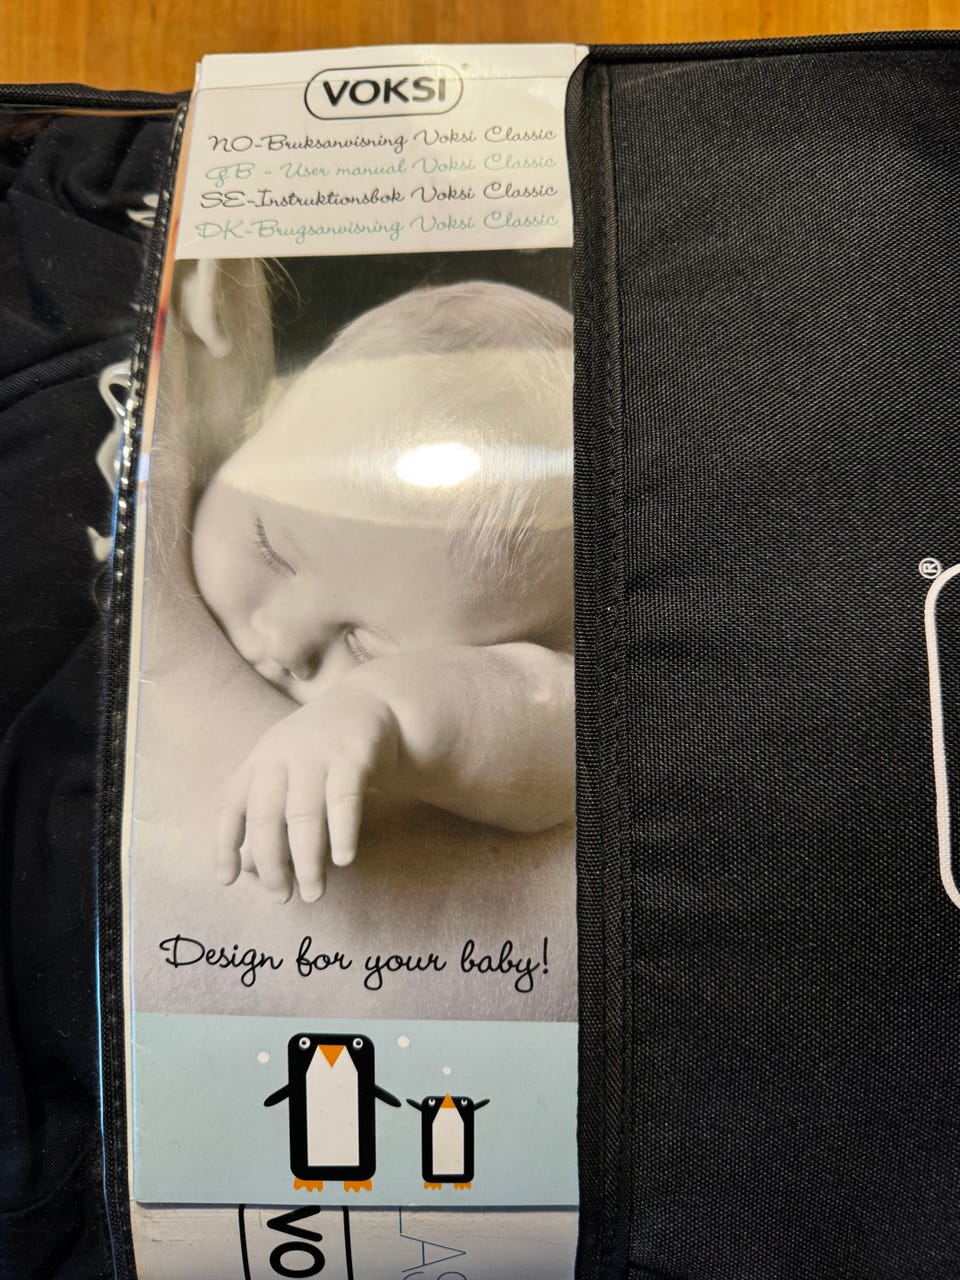 VOKSI®
NO-Bruksanvisning Voksi Classic
GB - User manual Voksi Classic
SE-Instruktionsbok Voksi Classic
DK-Brugsanvisning Voksi Classic
Design for your baby!
VO
®